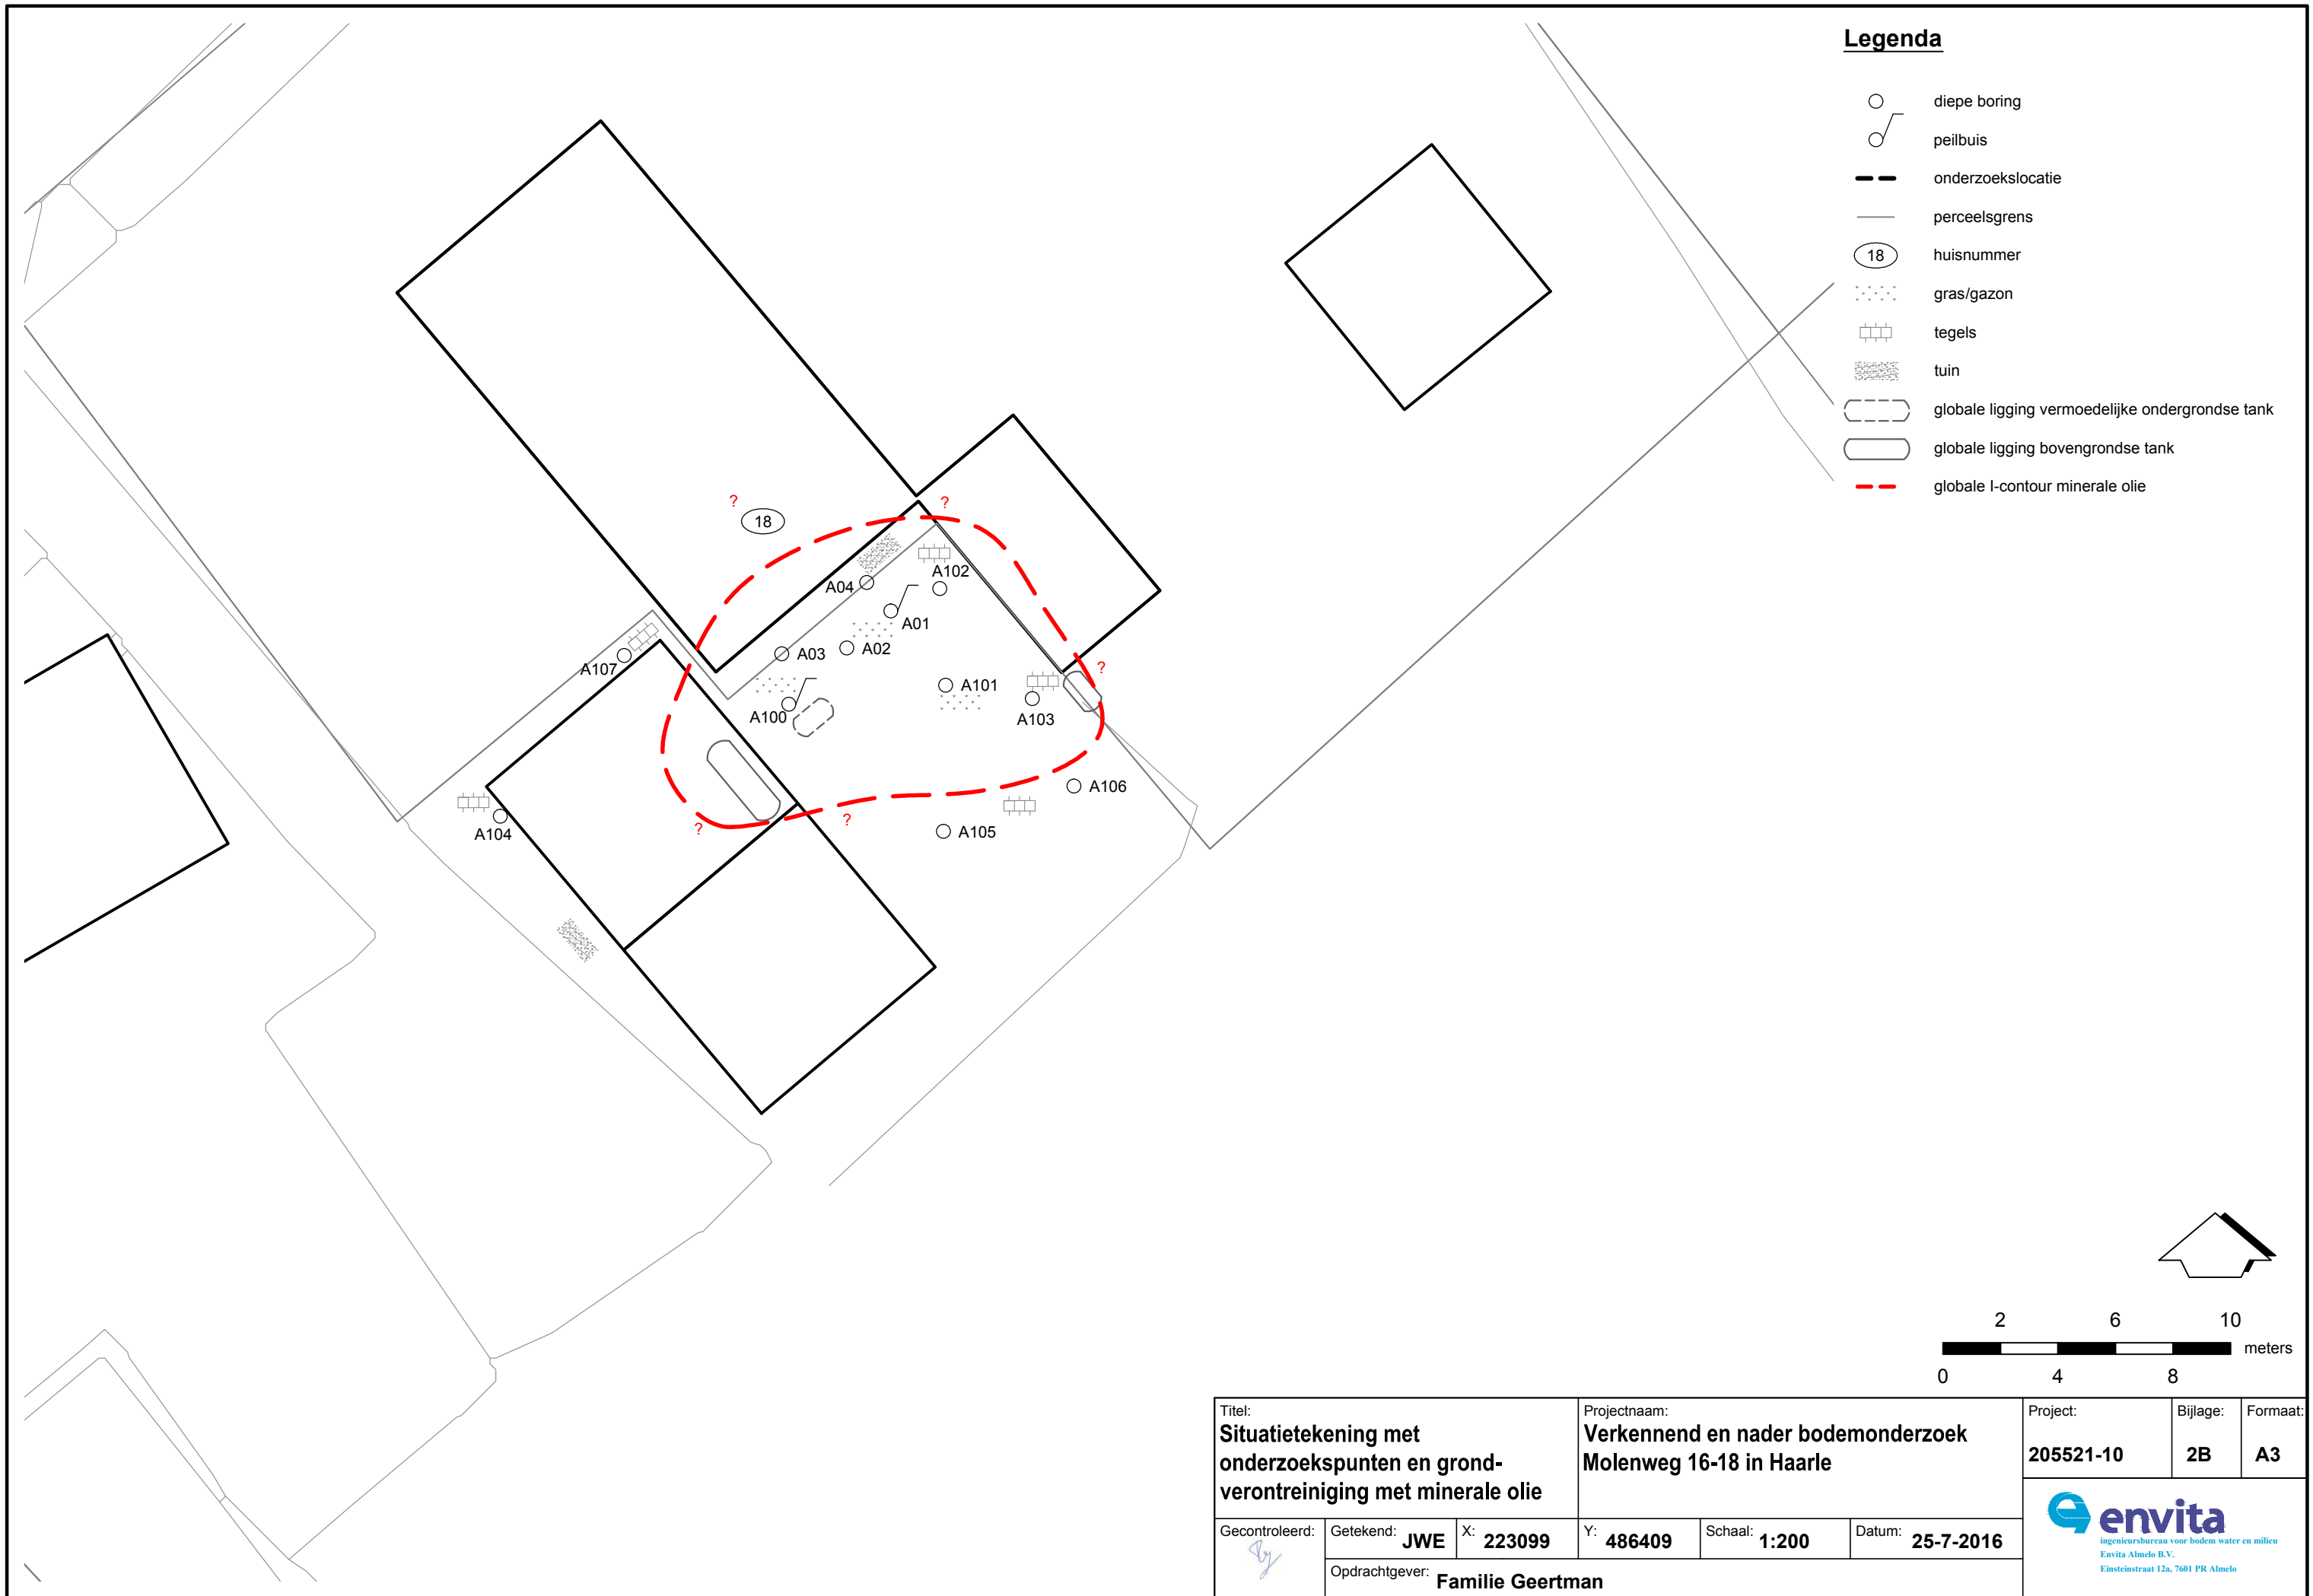 Legenda
diepe boring
peilbuis
onderzoekslocatie
perceelsgrens
18 huisnummer
gras/gazon
tegels
tuin
globale ligging vermoedelijke ondergrondse tank
globale ligging bovengrondse tank
globale I-contour minerale olie
?
?
18
A04
A102
A01
A107
A03
A02
?
A100
A101
A103
A106
A104
?
?
A105
2 6 10
meters
0 4 8
Titel:
Situatietekening met
onderzoekspunten en grond-
verontreiniging met minerale olie
Projectnaam:
Verkennend en nader bodemonderzoek
Molenweg 16-18 in Haarle
Project:
205521-10
Bijlage:
2B
Formaat:
A3
Gecontroleerd:
Getekend: JWE
X: 223099
Y: 486409
Schaal: 1:200
Datum: 25-7-2016
Opdrachtgever: Familie Geertman
envita
ingenieursbureau voor bodem water en milieu
Envita Almelo B.V.
Einsteinstraat 12a, 7601 PR Almelo